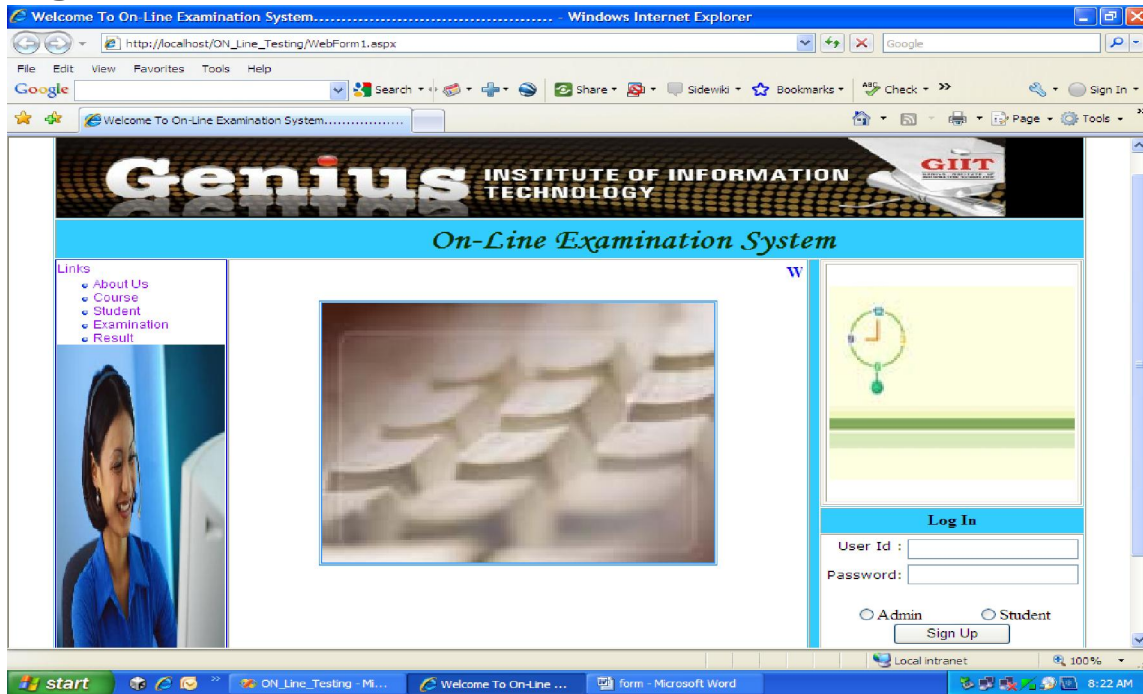 Welcome To On-Line Examination System................................................... - Windows Internet Explorer
http://localhost/ON_Line_Testing/WebForm1.aspx
Google
File Edit View Favorites Tools Help
Google Search Share Sidewiki Bookmarks Check Sign In
Welcome To On-Line Examination System.................. Page Tools
Genius INSTITUTE OF INFORMATION TECHNOLOGY GIIT
On-Line Examination System
Links
About Us
Course
Student
Examination
Result
W
Log In
User Id :
Password:
Admin Student
Sign Up
Local intranet 100%
start ON_Line_Testing - Mi... Welcome To On-Line ... form - Microsoft Word 8:22 AM